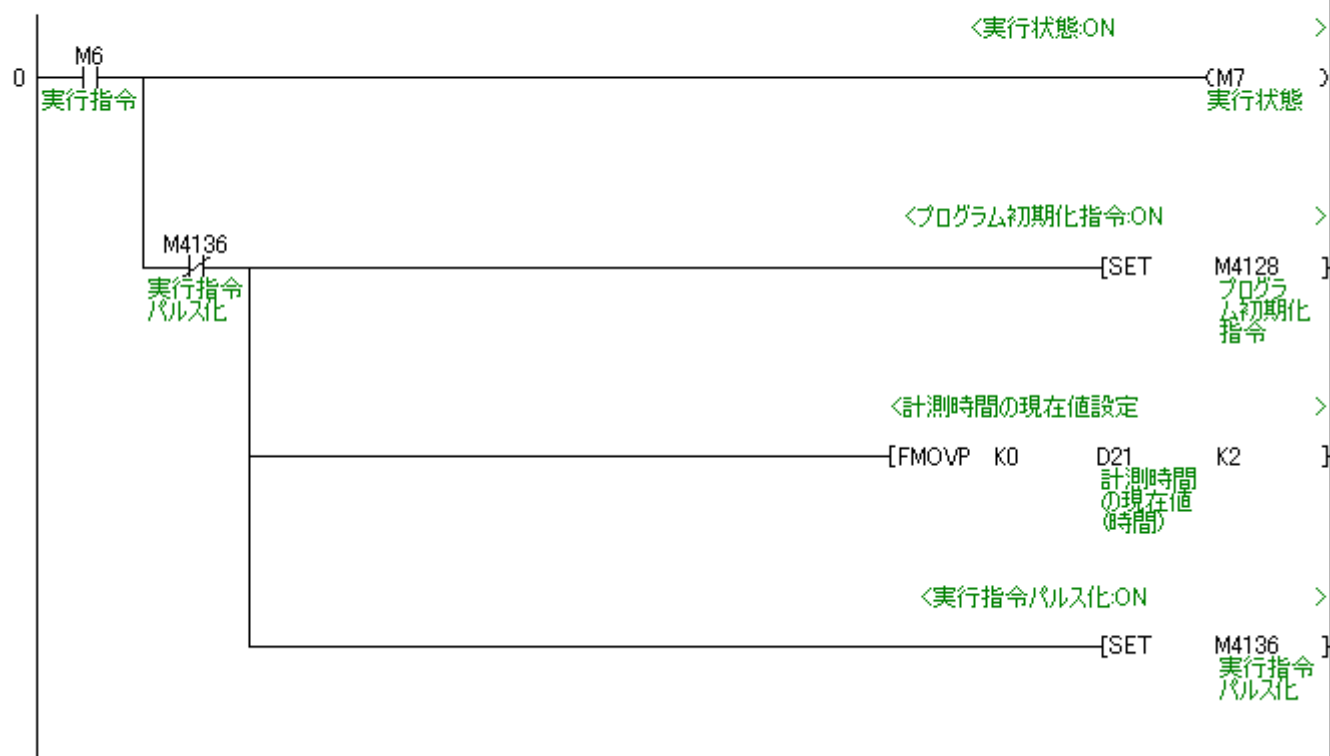 <実行状態:ON >
M6
0
(M7 )
実行指令
実行状態
<プログラム初期化指令:ON >
M4136
[SET M4128 ]
実行指令
パルス化
プログラ
ム初期化
指令
<計測時間の現在値設定 >
[FMOVP K0 D21 K2 ]
計測時間
の現在値
(時間)
<実行指令パルス化:ON >
[SET M4136 ]
実行指令
パルス化